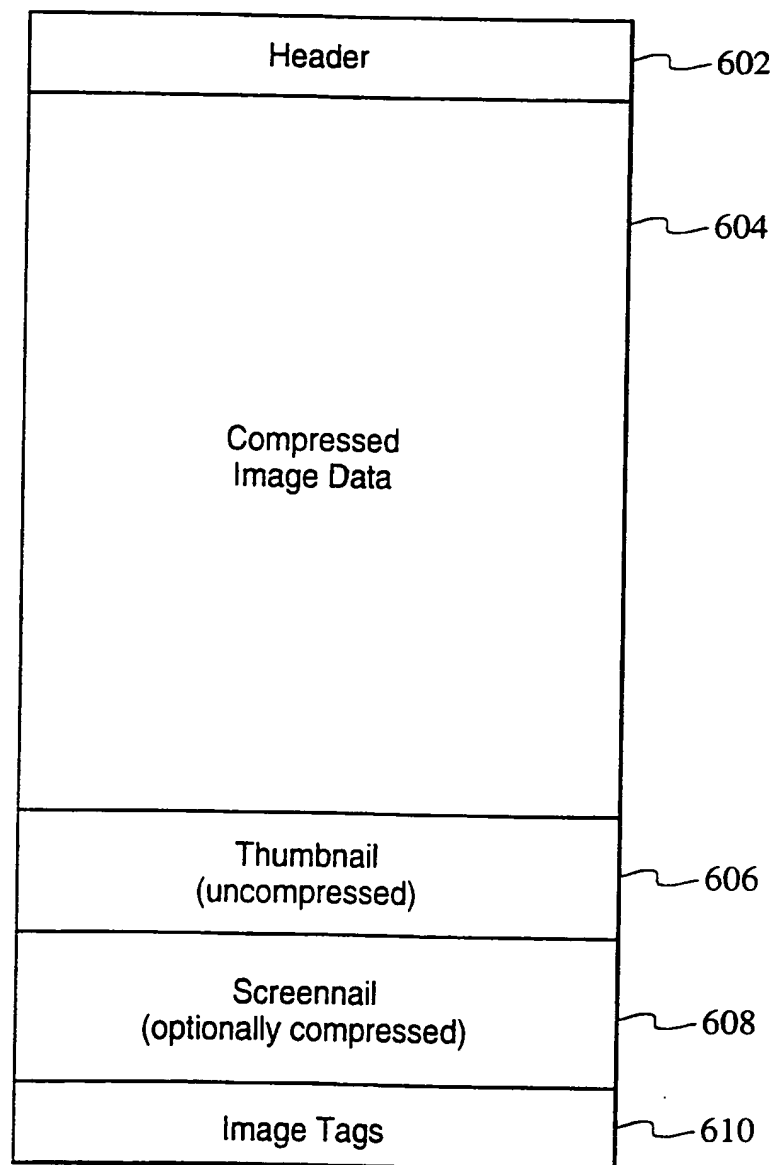 Header
602
604
Compressed
Image Data
Thumbnail
(uncompressed)
606
Screennail
(optionally compressed)
608
Image Tags
610